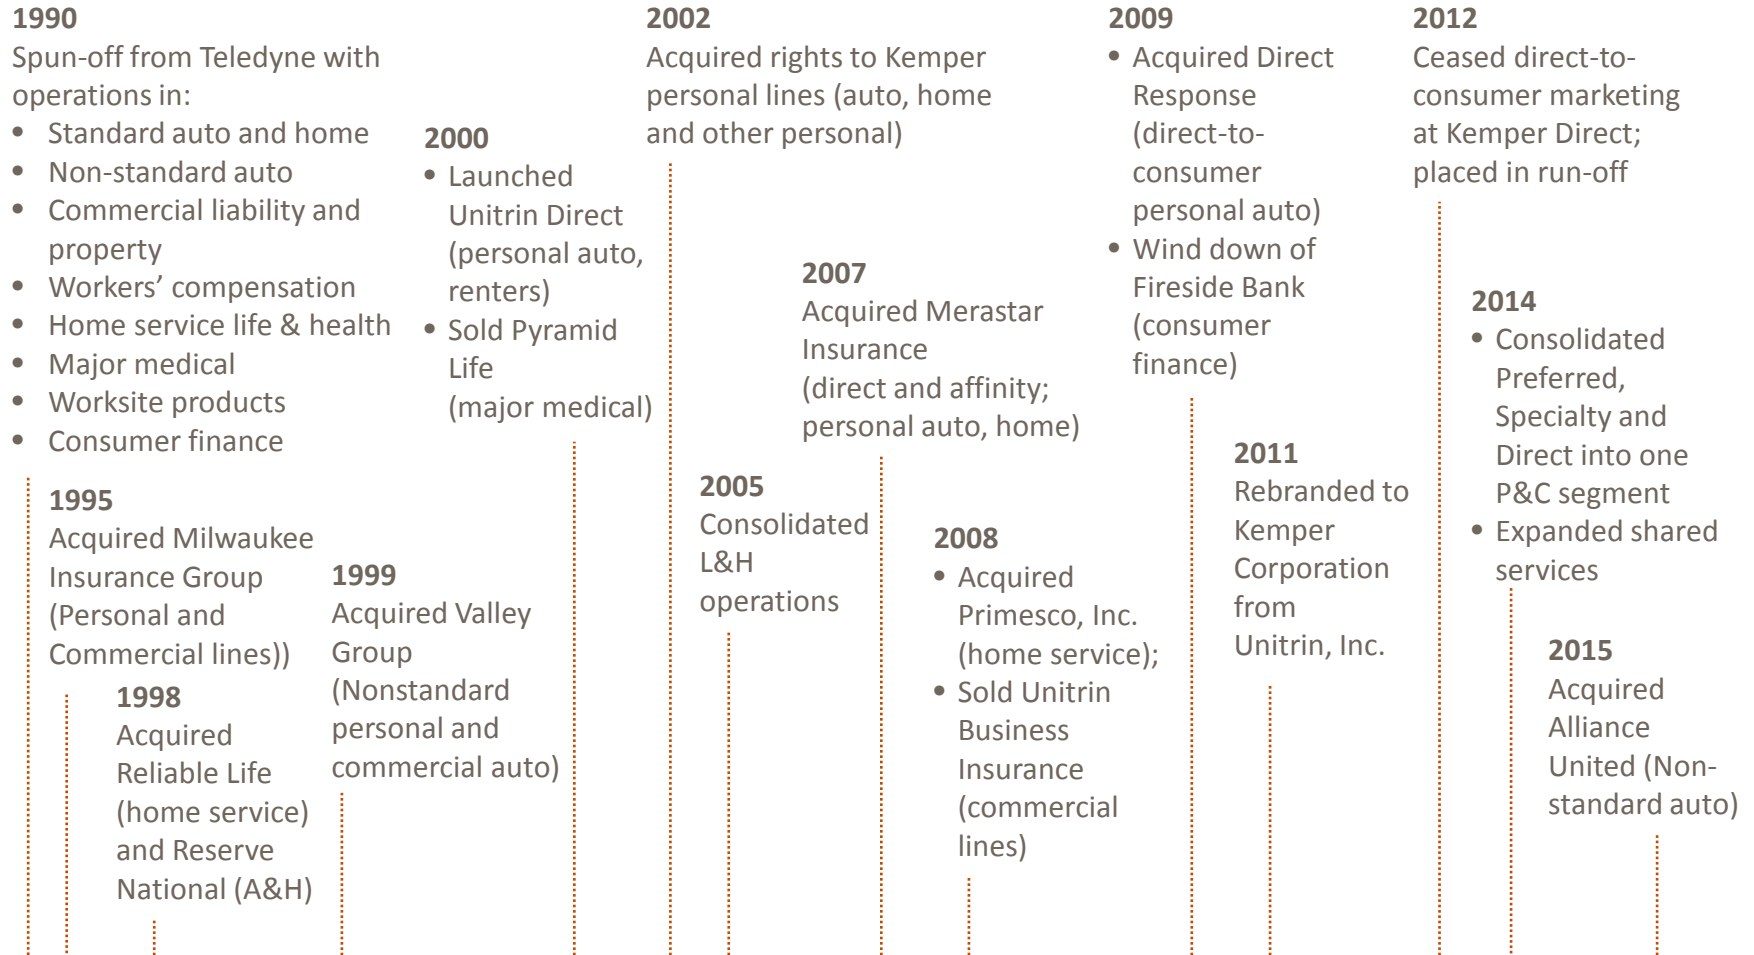 1990
Spun-off from Teledyne with
operations in:
• Standard auto and home
• Non-standard auto
• Commercial liability and
property
• Workers’ compensation
• Home service life & health
• Major medical
• Worksite products
• Consumer finance
1995
Acquired Milwaukee
Insurance Group
(Personal and
Commercial lines))
1998
Acquired
Reliable Life
(home service)
and Reserve
National (A&H)
1999
Acquired Valley
Group
(Nonstandard
personal and
commercial auto)
2000
• Launched
Unitrin Direct
(personal auto,
renters)
• Sold Pyramid
Life
(major medical)
2002
Acquired rights to Kemper
personal lines (auto, home
and other personal)
2005
Consolidated
L&H
operations
2007
Acquired Merastar
Insurance
(direct and affinity;
personal auto, home)
2008
• Acquired
Primesco, Inc.
(home service);
• Sold Unitrin
Business
Insurance
(commercial
lines)
2009
• Acquired Direct
Response
(direct-to-
consumer
personal auto)
• Wind down of
Fireside Bank
(consumer
finance)
2011
Rebranded to
Kemper
Corporation
from
Unitrin, Inc.
2012
Ceased direct-to-
consumer marketing
at Kemper Direct;
placed in run-off
2014
• Consolidated
Preferred,
Specialty and
Direct into one
P&C segment
• Expanded shared
services
2015
Acquired
Alliance
United (Non-
standard auto)